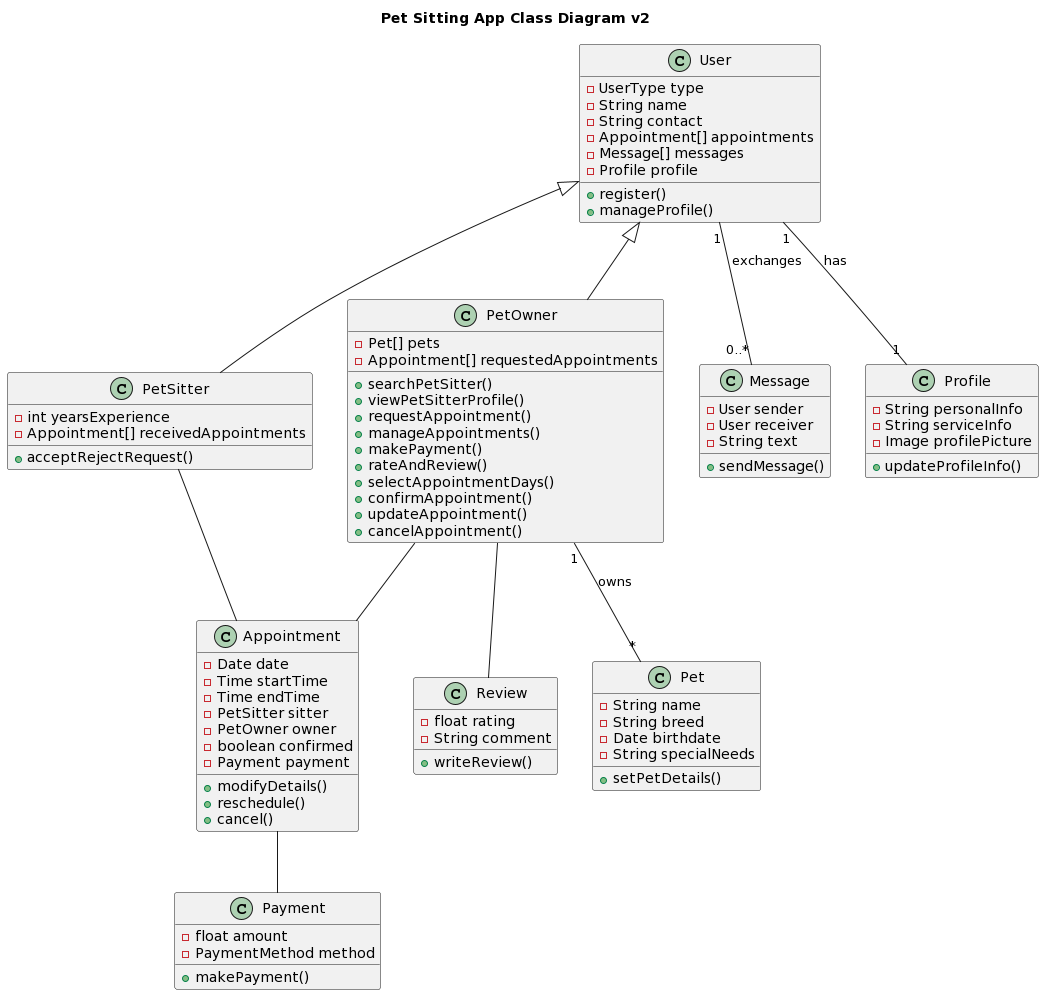 Pet Sitting App Class Diagram v2
C User
UserType type
String name
String contact
Appointment[] appointments
Message[] messages
Profile profile
register()
manageProfile()
1
1
exchanges
has
0..*
1
C PetOwner
Pet[] pets
Appointment[] requestedAppointments
searchPetSitter()
viewPetSitterProfile()
requestAppointment()
manageAppointments()
makePayment()
rateAndReview()
selectAppointmentDays()
confirmAppointment()
updateAppointment()
cancelAppointment()
C PetSitter
int yearsExperience
Appointment[] receivedAppointments
acceptRejectRequest()
C Message
User sender
User receiver
String text
sendMessage()
C Profile
String personalInfo
String serviceInfo
Image profilePicture
updateProfileInfo()
1
owns
*
C Appointment
Date date
Time startTime
Time endTime
PetSitter sitter
PetOwner owner
boolean confirmed
Payment payment
modifyDetails()
reschedule()
cancel()
C Review
float rating
String comment
writeReview()
C Pet
String name
String breed
Date birthdate
String specialNeeds
setPetDetails()
C Payment
float amount
PaymentMethod method
makePayment()